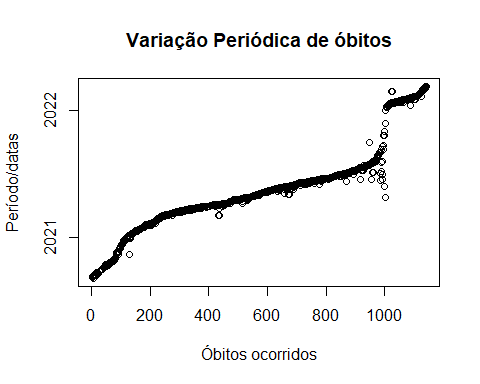 Variação Periódica de óbitos
Período/datas
2022
2021
0 200 400 600 800 1000
Óbitos ocorridos